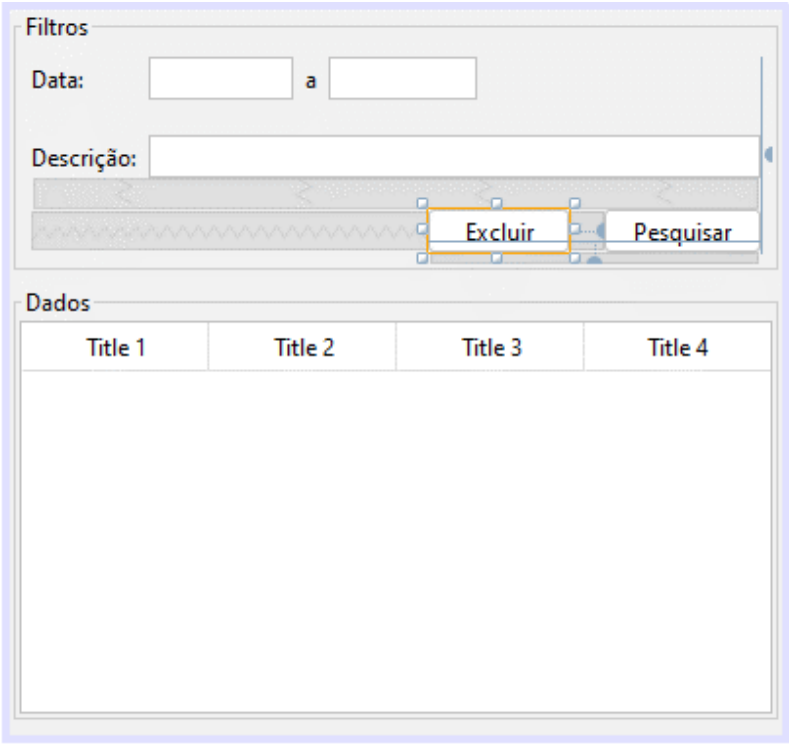 Filtros
Data: a
Descrição:
Excluir Pesquisar
Dados
Title 1 Title 2 Title 3 Title 4